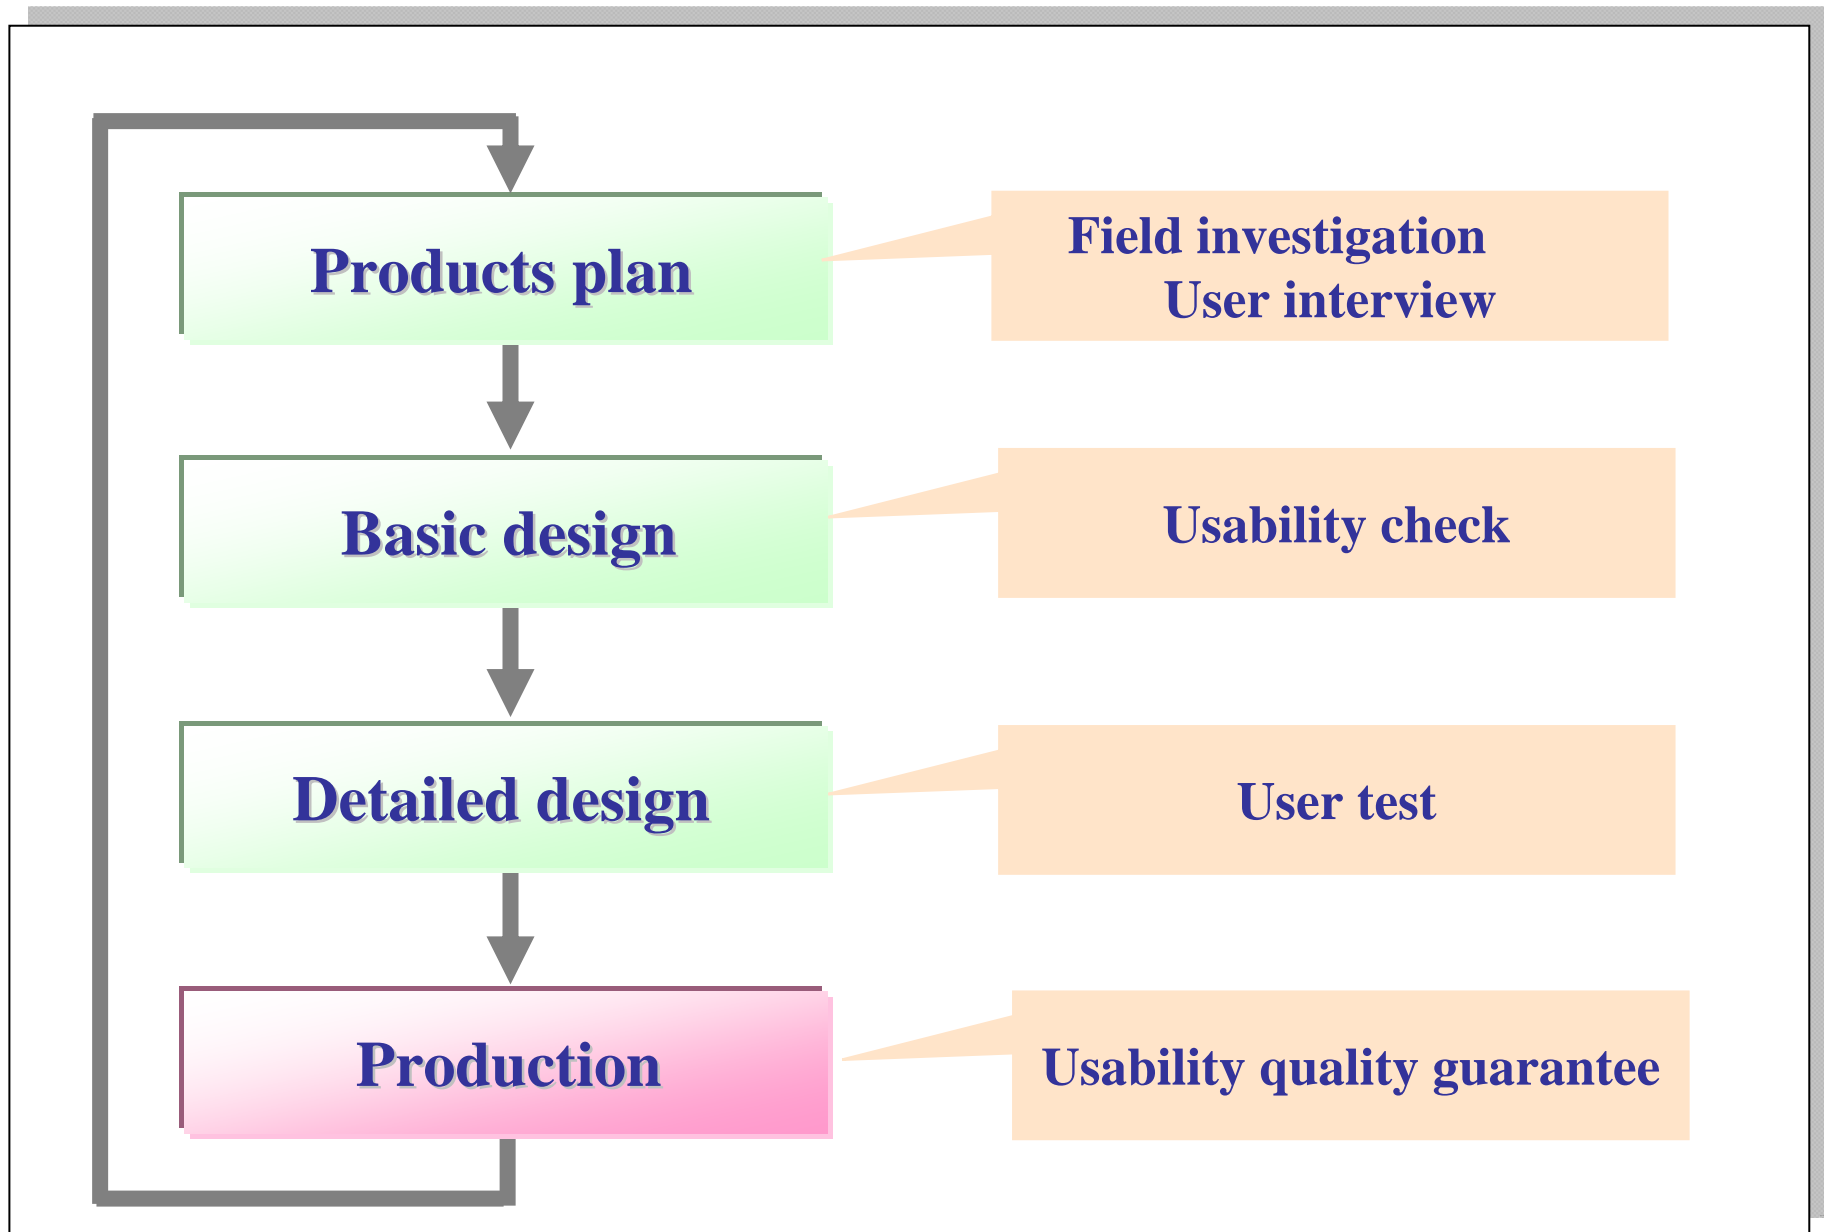 Products plan
Field investigation
User interview
Basic design
Usability check
Detailed design
User test
Production
Usability quality guarantee